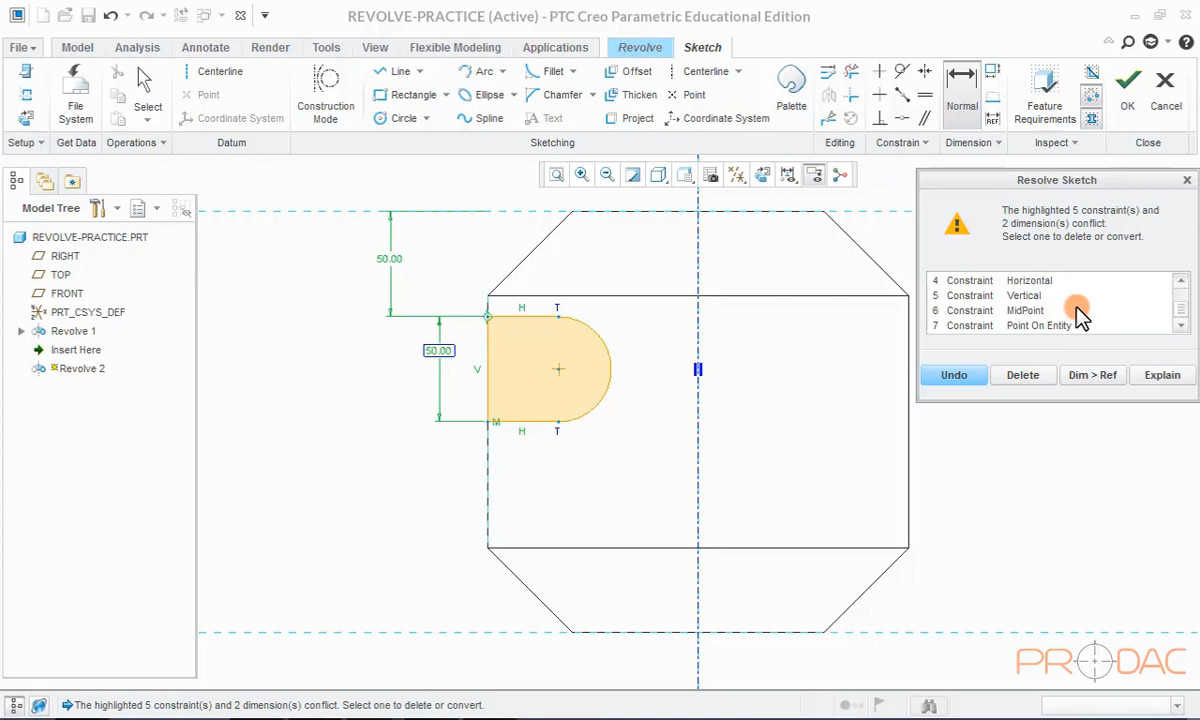 REVOLVE-PRACTICE (Active) - PTC Creo Parametric Educational Edition
File Model Analysis Annotate Render Tools View Flexible Modeling Applications Revolve Sketch
File System
Select
Centerline
Point
Coordinate System
Construction Mode
Line Arc Fillet Offset Centerline
Rectangle Ellipse Chamfer Thicken Point
Circle Spline Text Project Coordinate System
Palette
Normal
REF
Feature Requirements
OK
Cancel
Setup Get Data Operations Datum Sketching Editing Constrain Dimension Inspect Close
Model Tree
REVOLVE-PRACTICE.PRT
RIGHT
TOP
FRONT
PRT_CSYS_DEF
Revolve 1
Insert Here
Revolve 2
50.00
H T
50.00
V
M
H T
Resolve Sketch
The highlighted 5 constraint(s) and
2 dimension(s) conflict.
Select one to delete or convert.
4 Constraint Horizontal
5 Constraint Vertical
6 Constraint MidPoint
7 Constraint Point On Entity
Undo Delete Dim > Ref Explain
PRODAC
The highlighted 5 constraint(s) and 2 dimension(s) conflict. Select one to delete or convert.